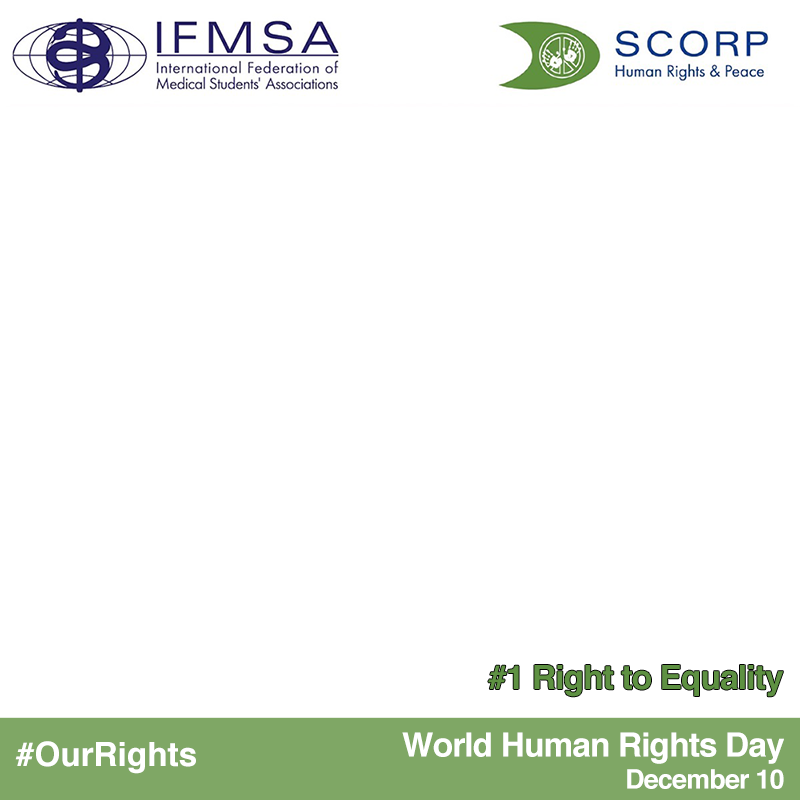 IFMSA
International Federation of
Medical Students' Associations
SCORP
Human Rights & Peace
#1 Right to Equality
#OurRights
World Human Rights Day
December 10